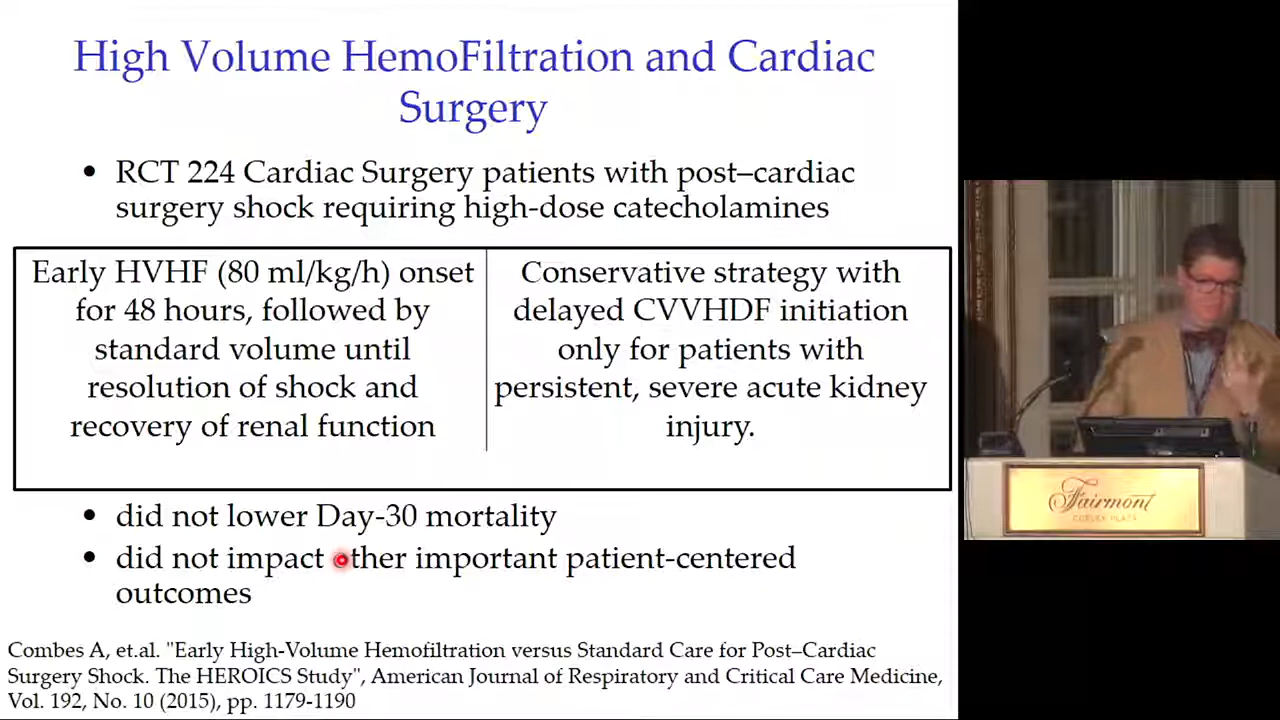 High Volume HemoFiltration and Cardiac
Surgery
• RCT 224 Cardiac Surgery patients with post–cardiac
surgery shock requiring high-dose catecholamines
Early HVHF (80 ml/kg/h) onset
for 48 hours, followed by
standard volume until
resolution of shock and
recovery of renal function
Conservative strategy with
delayed CVVHDF initiation
only for patients with
persistent, severe acute kidney
injury.
• did not lower Day-30 mortality
• did not impact other important patient-centered
outcomes
Combes A, et.al. "Early High-Volume Hemofiltration versus Standard Care for Post–Cardiac
Surgery Shock. The HEROICS Study", American Journal of Respiratory and Critical Care Medicine,
Vol. 192, No. 10 (2015), pp. 1179-1190
Fairmont
COPLEY PLAZA